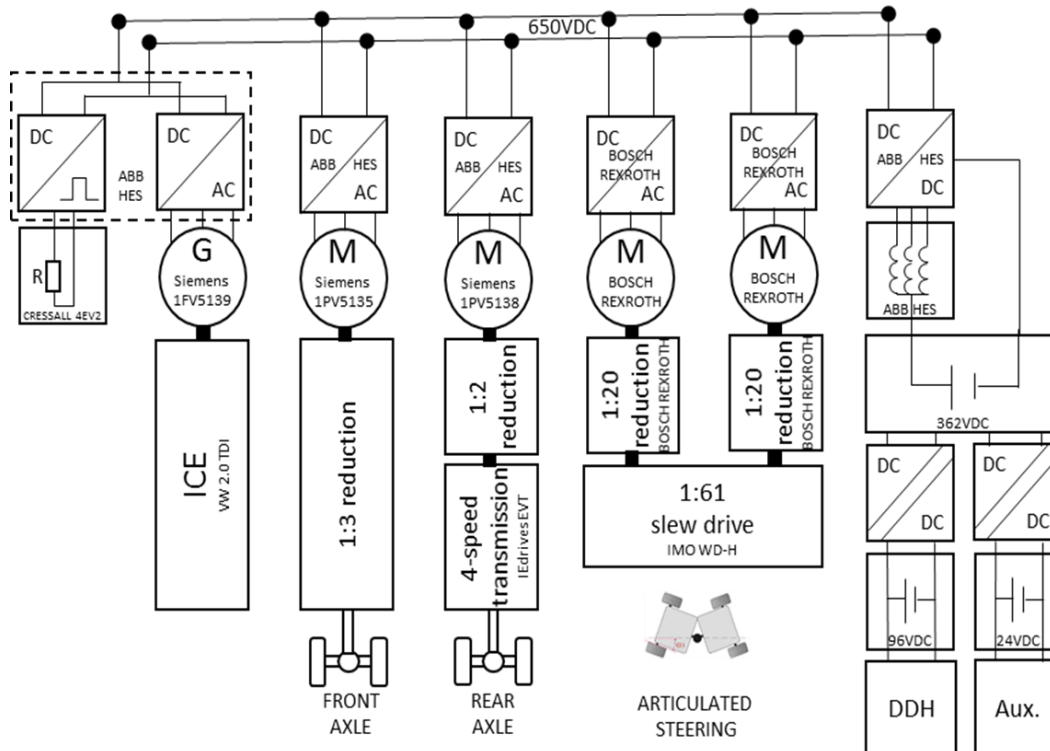 650VDC
DC
ABB
HES
DC
AC
R
CRESSALL 4EV2
G
Siemens
1FV5139
ICE
VW 2.0 TDI
DC
ABB
HES
AC
M
Siemens
1PV5135
1:3 reduction
FRONT
AXLE
DC
ABB
HES
AC
M
Siemens
1PV5138
1:2
reduction
4-speed
transmission
IEdrives EVT
REAR
AXLE
DC
BOSCH
REXROTH
AC
M
BOSCH
REXROTH
1:20
reduction
BOSCH REXROTH
DC
BOSCH
REXROTH
AC
M
BOSCH
REXROTH
1:20
reduction
BOSCH REXROTH
1:61
slew drive
IMO WD-H
ARTICULATED
STEERING
DC
ABB
HES
DC
ABB HES
362VDC
DC
DC
96VDC
DDH
DC
DC
24VDC
Aux.